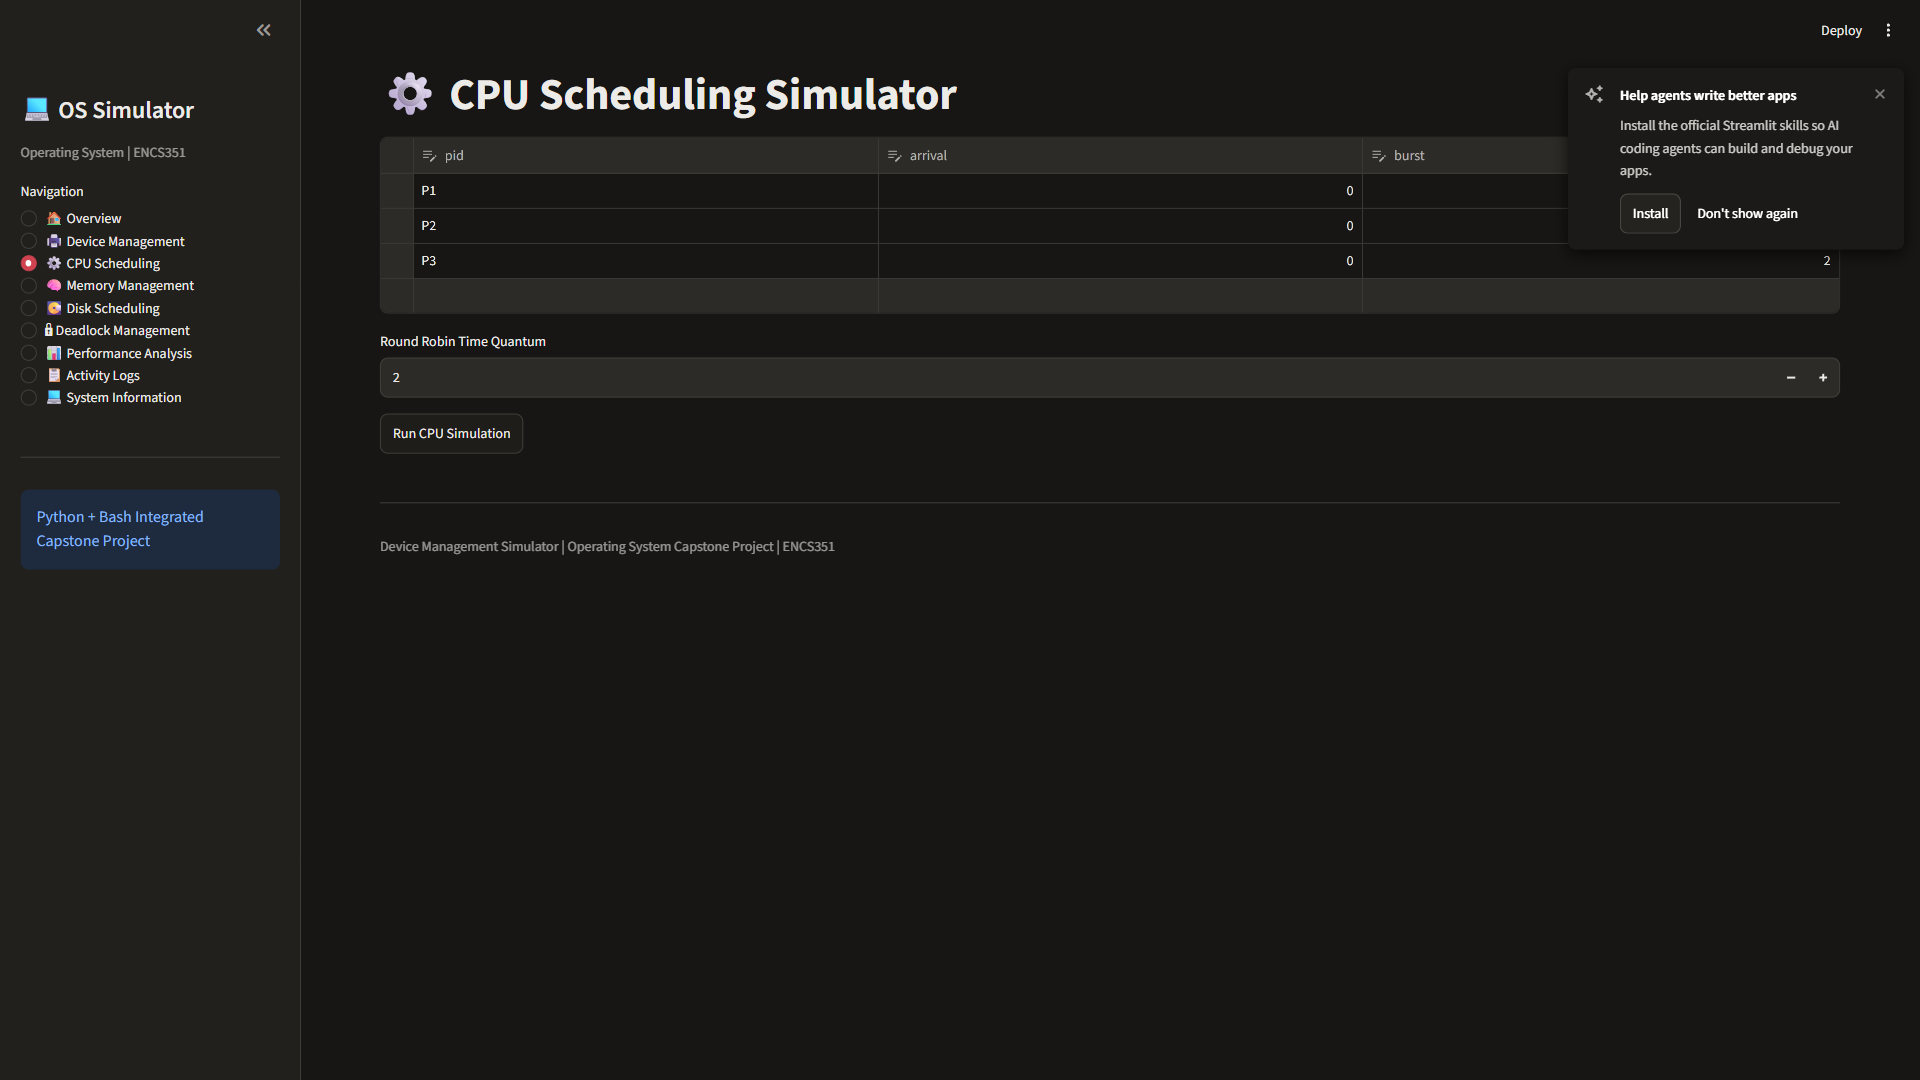 OS Simulator
Operating System | ENCS351
Navigation
Overview
Device Management
CPU Scheduling
Memory Management
Disk Scheduling
Deadlock Management
Performance Analysis
Activity Logs
System Information
Python + Bash Integrated
Capstone Project
Deploy
CPU Scheduling Simulator
pid arrival burst
P1 0
P2 0
P3 0 2
Round Robin Time Quantum
2
Run CPU Simulation
Device Management Simulator | Operating System Capstone Project | ENCS351
Help agents write better apps
Install the official Streamlit skills so AI
coding agents can build and debug your
apps.
Install Don't show again